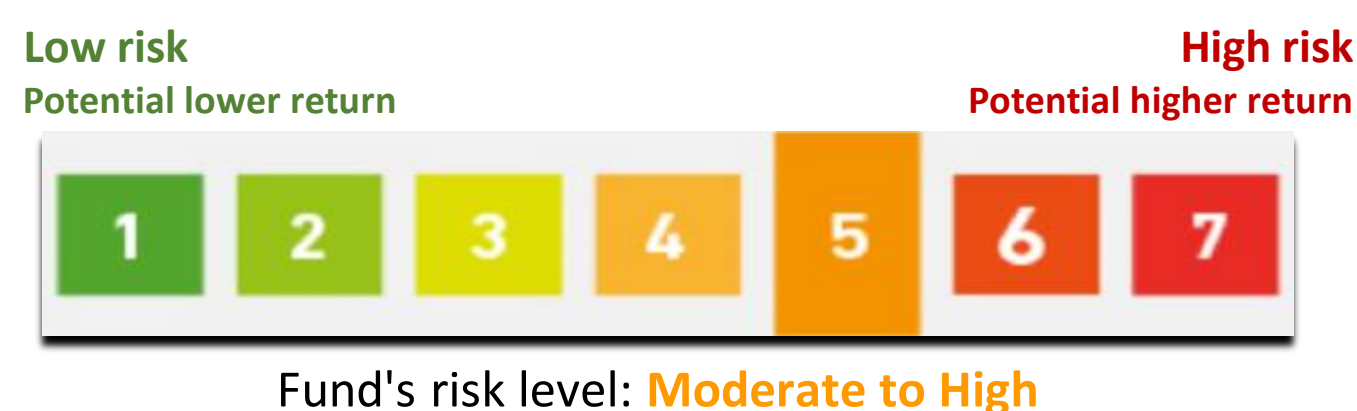 Low risk
High risk
Potential lower return
Potential higher return
1 2 3 4 5 6 7
Fund's risk level: Moderate to High